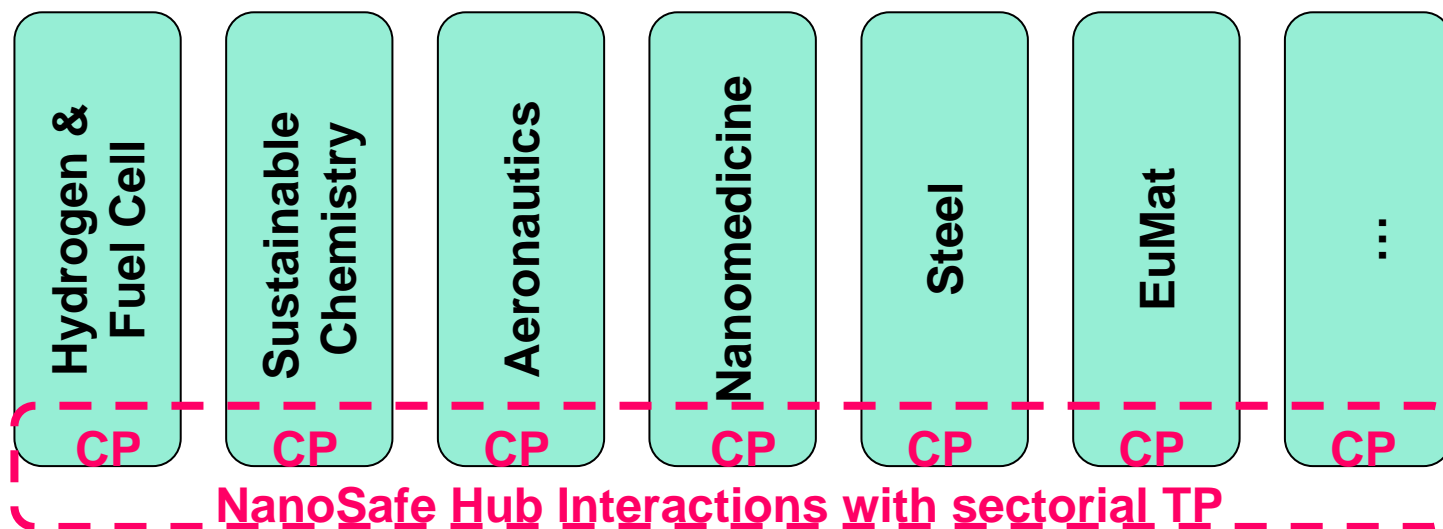 Hydrogen &
Fuel Cell
Sustainable
Chemistry
Aeronautics
Nanomedicine
Steel
EuMat
...
CP CP CP CP CP CP CP
NanoSafe Hub Interactions with sectorial TP